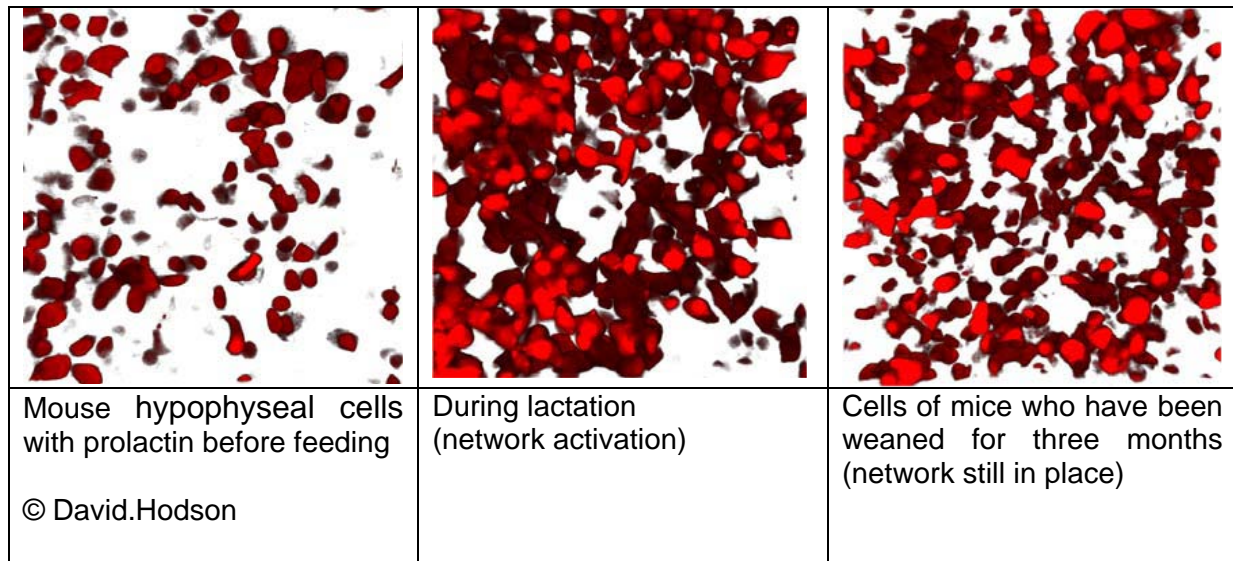 Mouse hypophyseal cells
with prolactin before feeding
© David.Hodson
During lactation
(network activation)
Cells of mice who have been
weaned for three months
(network still in place)